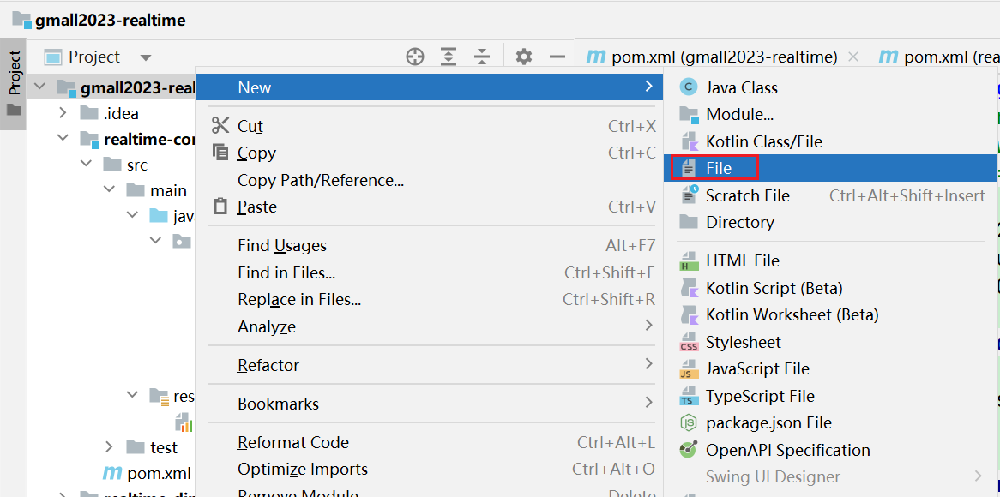 gmall2023-realtime
Project
Project
pom.xml (gmall2023-realtime)
pom.xml (rea
gmall2023-real
.idea
realtime-cor
src
main
jav
res
test
pom.xml
realtime-dim
New
Cut Ctrl+X
Copy Ctrl+C
Copy Path/Reference...
Paste Ctrl+V
Find Usages Alt+F7
Find in Files... Ctrl+Shift+F
Replace in Files... Ctrl+Shift+R
Analyze
Refactor
Bookmarks
Reformat Code Ctrl+Alt+L
Optimize Imports Ctrl+Alt+O
Remove Module Delete
Java Class
Module...
Kotlin Class/File
File
Scratch File Ctrl+Alt+Shift+Insert
Directory
HTML File
Kotlin Script (Beta)
Kotlin Worksheet (Beta)
Stylesheet
JavaScript File
TypeScript File
package.json File
OpenAPI Specification
Swing UI Designer